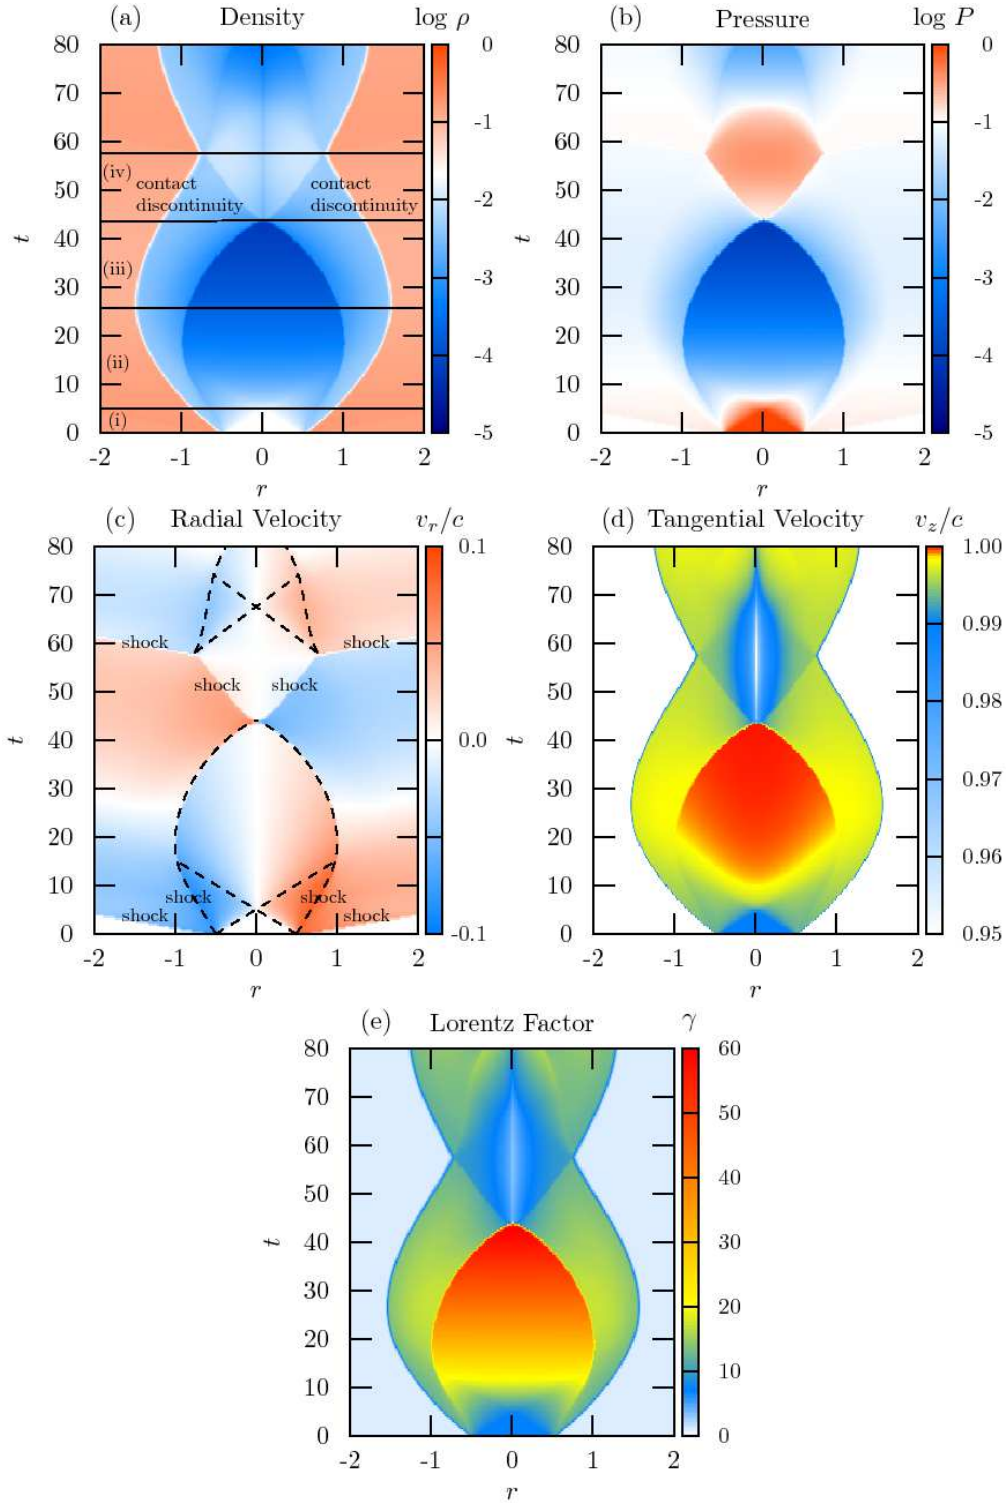 (a) Density log ρ
80
70
60
50
40
30
20
10
0
t
(iv)
(iii)
(ii)
(i)
contact discontinuity
contact discontinuity
-2 -1 0 1 2
r
0
-1
-2
-3
-4
-5
(b) Pressure log P
80
70
60
50
40
30
20
10
0
t
-2 -1 0 1 2
r
0
-1
-2
-3
-4
-5
(c) Radial Velocity v_r/c
80
70
60
50
40
30
20
10
0
t
shock shock
shock shock
shock shock
shock shock
-2 -1 0 1 2
r
0.1
0.0
-0.1
(d) Tangential Velocity v_z/c
80
70
60
50
40
30
20
10
0
t
-2 -1 0 1 2
r
1.00
0.99
0.98
0.97
0.96
0.95
(e) Lorentz Factor γ
80
70
60
50
40
30
20
10
0
t
-2 -1 0 1 2
r
60
50
40
30
20
10
0